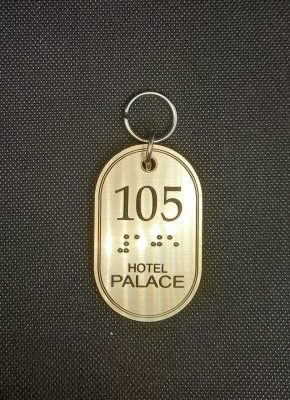 105
⠼⠁⠚⠑
HOTEL
PALACE